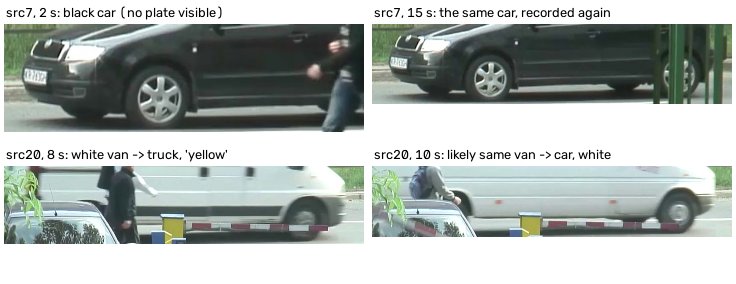 src7, 2 s: black car (no plate visible)
src7, 15 s: the same car, recorded again
src20, 8 s: white van -> truck, 'yellow'
src20, 10 s: likely same van -> car, white